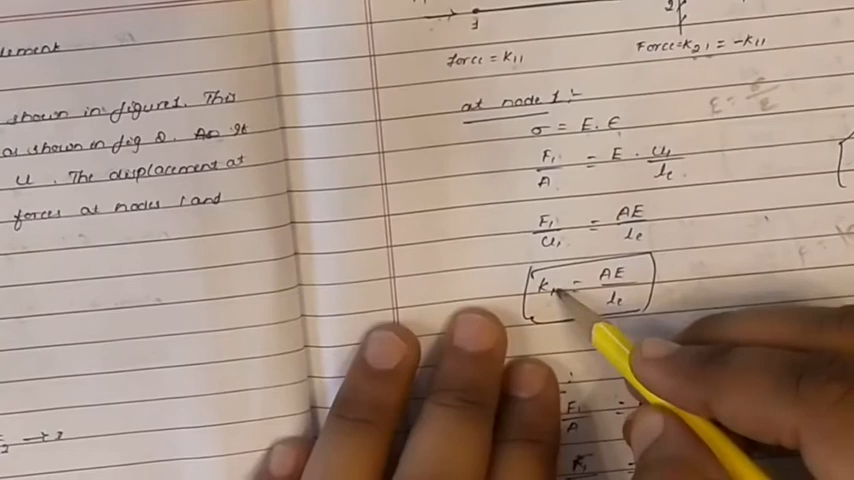 lement
shown in figure1. This
as shown in fig 2. As it
u. The displacement at
forces at nodes 1 and
1
2
force = K11
Force = K21 = -K11
at node 1:-
σ = E.ϵ
F1/A = E . u1/le
F1/u1 = AE/le
K11 = AE/le
F1/A =